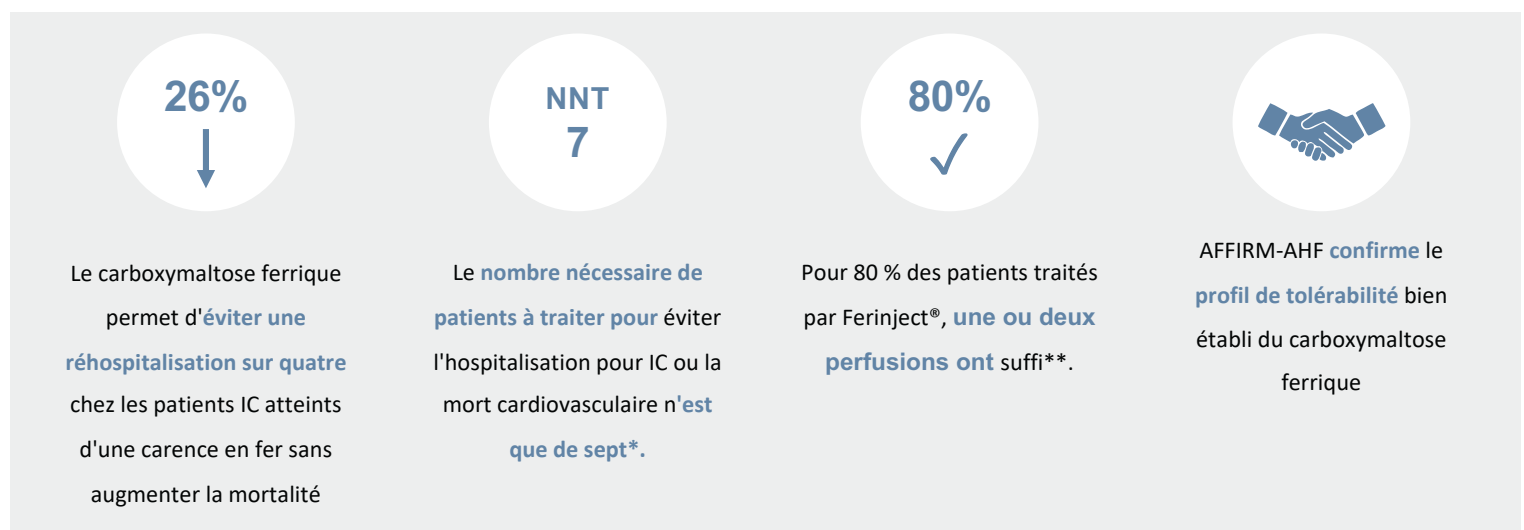 26%
Le carboxymaltose ferrique
permet d'éviter une
réhospitalisation sur quatre
chez les patients IC atteints
d'une carence en fer sans
augmenter la mortalité
NNT
7
Le nombre nécessaire de
patients à traiter pour éviter
l'hospitalisation pour IC ou la
mort cardiovasculaire n'est
que de sept*.
80%
Pour 80 % des patients traités
par Ferinject®, une ou deux
perfusions ont suffi**.
AFFIRM-AHF confirme le
profil de tolérabilité bien
établi du carboxymaltose
ferrique